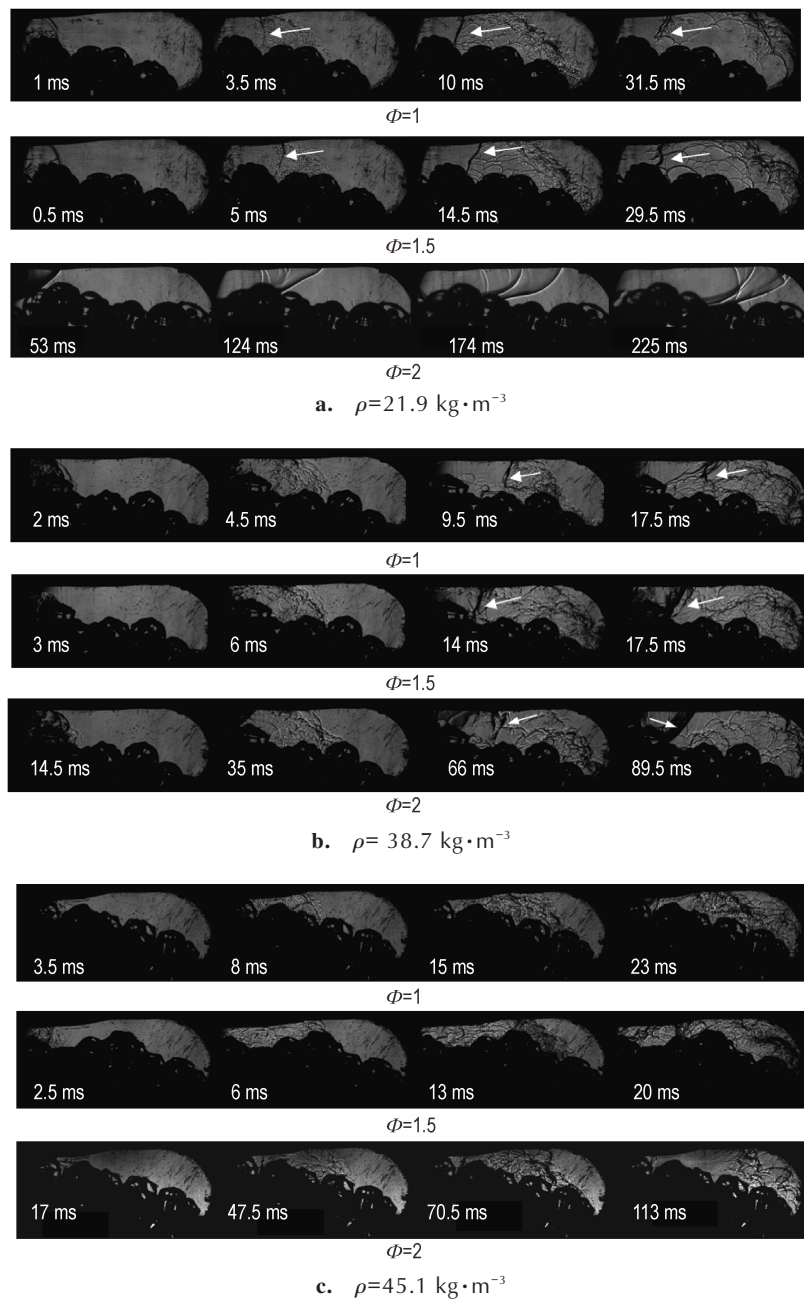 1 ms 3.5 ms 10 ms 31.5 ms
Φ=1
0.5 ms 5 ms 14.5 ms 29.5 ms
Φ=1.5
53 ms 124 ms 174 ms 225 ms
Φ=2
a. ρ=21.9 kg·m⁻³
2 ms 4.5 ms 9.5 ms 17.5 ms
Φ=1
3 ms 6 ms 14 ms 17.5 ms
Φ=1.5
14.5 ms 35 ms 66 ms 89.5 ms
Φ=2
b. ρ= 38.7 kg·m⁻³
3.5 ms 8 ms 15 ms 23 ms
Φ=1
2.5 ms 6 ms 13 ms 20 ms
Φ=1.5
17 ms 47.5 ms 70.5 ms 113 ms
Φ=2
c. ρ=45.1 kg·m⁻³